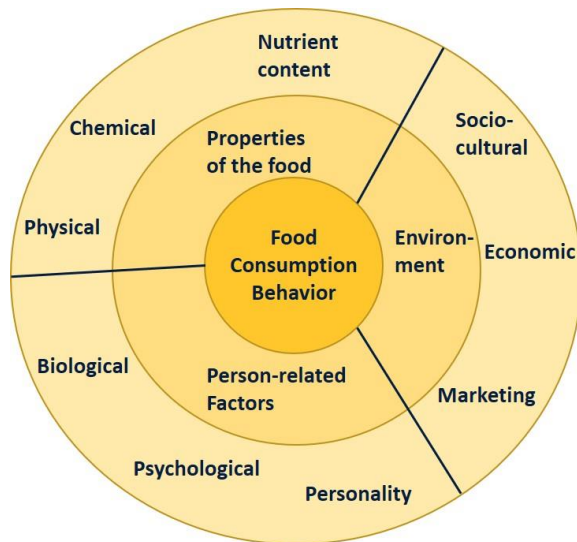 Nutrient
content
Chemical
Physical
Properties
of the food
Socio-
cultural
Economic
Marketing
Environ-
ment
Food
Consumption
Behavior
Biological
Psychological
Personality
Person-related
Factors